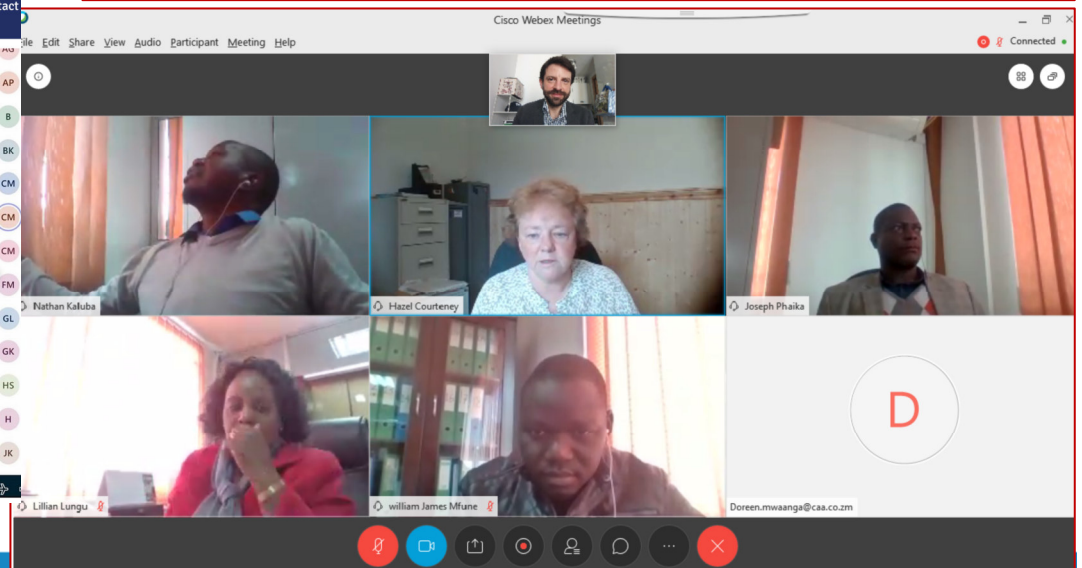 tact
Cisco Webex Meetings
ile Edit Share View Audio Participant Meeting Help
Connected
AG
AP
B
BK
CM
CM
CM
FM
GL
GK
HS
H
JK
Nathan Kaluba
Hazel Courteney
Joseph Phaika
D
Lillian Lungu
william James Mfune
Doreen.mwaanga@caa.co.zm